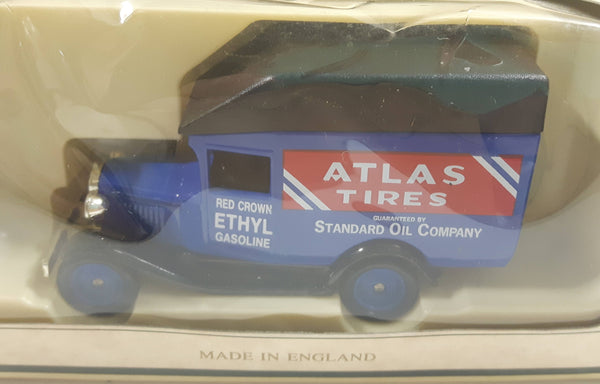 ATLAS
TIRES
GUARANTEED BY
STANDARD OIL COMPANY
RED CROWN
ETHYL
GASOLINE
MADE IN ENGLAND